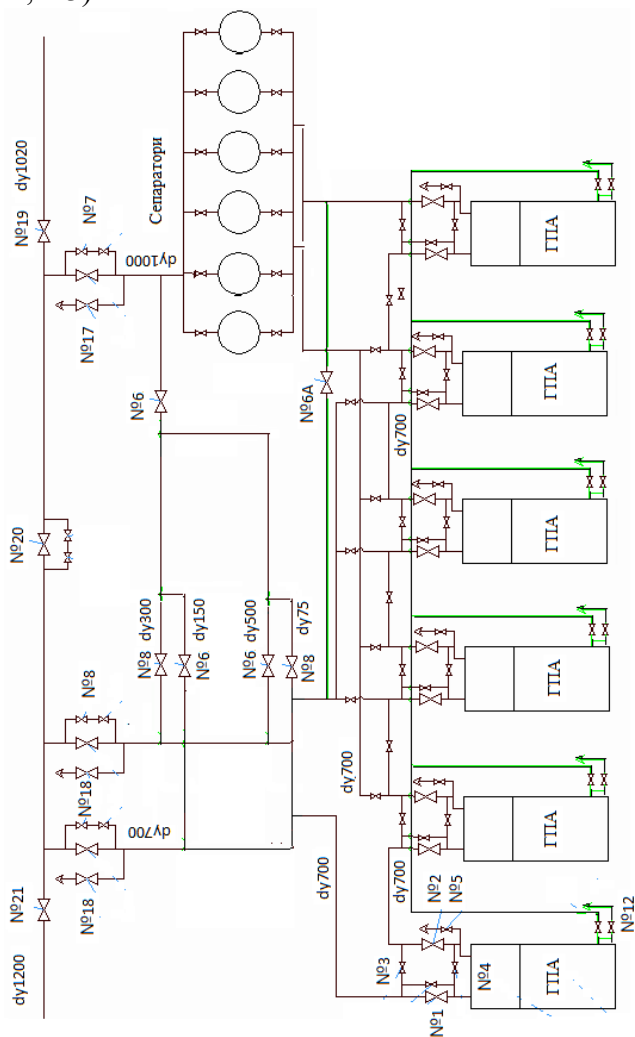 dy1200
№21
№20
№19
dy1020
№18
№18
№8
№17
№7
dy700
№8
dy300
№6
dy1000
Сепаратори
№6
dy150
№6
dy500
№8
dy75
№6А
dy700
dy700
№3
dy700
dy700
№1
№2
№5
№4
ГПА
ГПА
ГПА
ГПА
ГПА
ГПА
№12